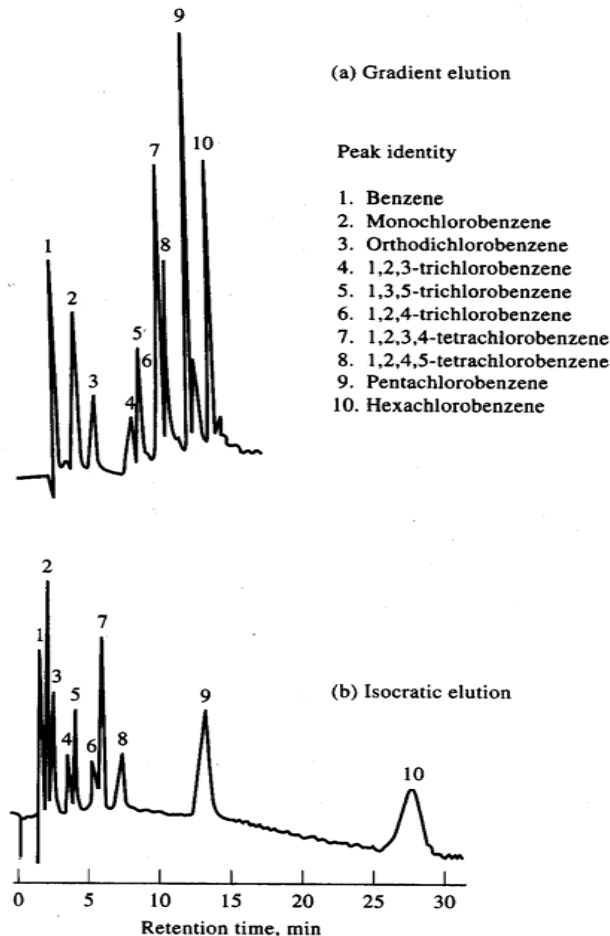 9
(a) Gradient elution
10
7
Peak identity
1
8
1. Benzene
2. Monochlorobenzene
2
3. Orthodichlorobenzene
4. 1,2,3-trichlorobenzene
5
5. 1,3,5-trichlorobenzene
6
6. 1,2,4-trichlorobenzene
3
7. 1,2,3,4-tetrachlorobenzene
4
8. 1,2,4,5-tetrachlorobenzene
9. Pentachlorobenzene
10. Hexachlorobenzene
2
7
1
3
5
9
(b) Isocratic elution
4
6
8
10
0 5 10 15 20 25 30
Retention time, min